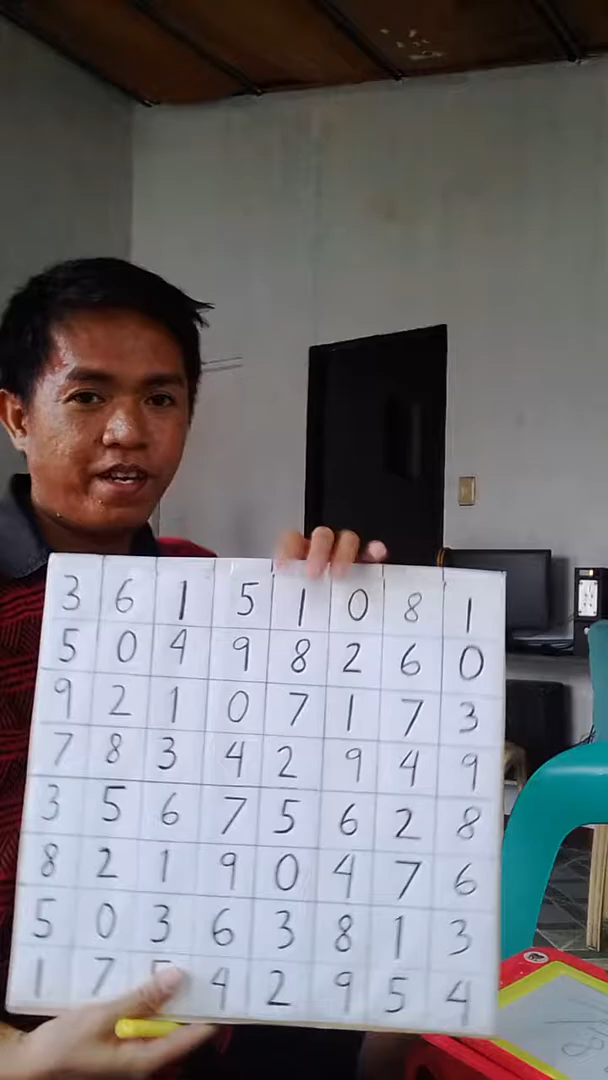 3 6 1 5 1 0 8 1
5 0 4 9 8 2 6 0
9 2 1 0 7 1 7 3
7 8 3 4 2 9 4 9
3 5 6 7 5 6 2 8
8 2 1 9 0 4 7 6
5 0 3 6 3 8 1 3
1 7 5 4 2 9 5 4